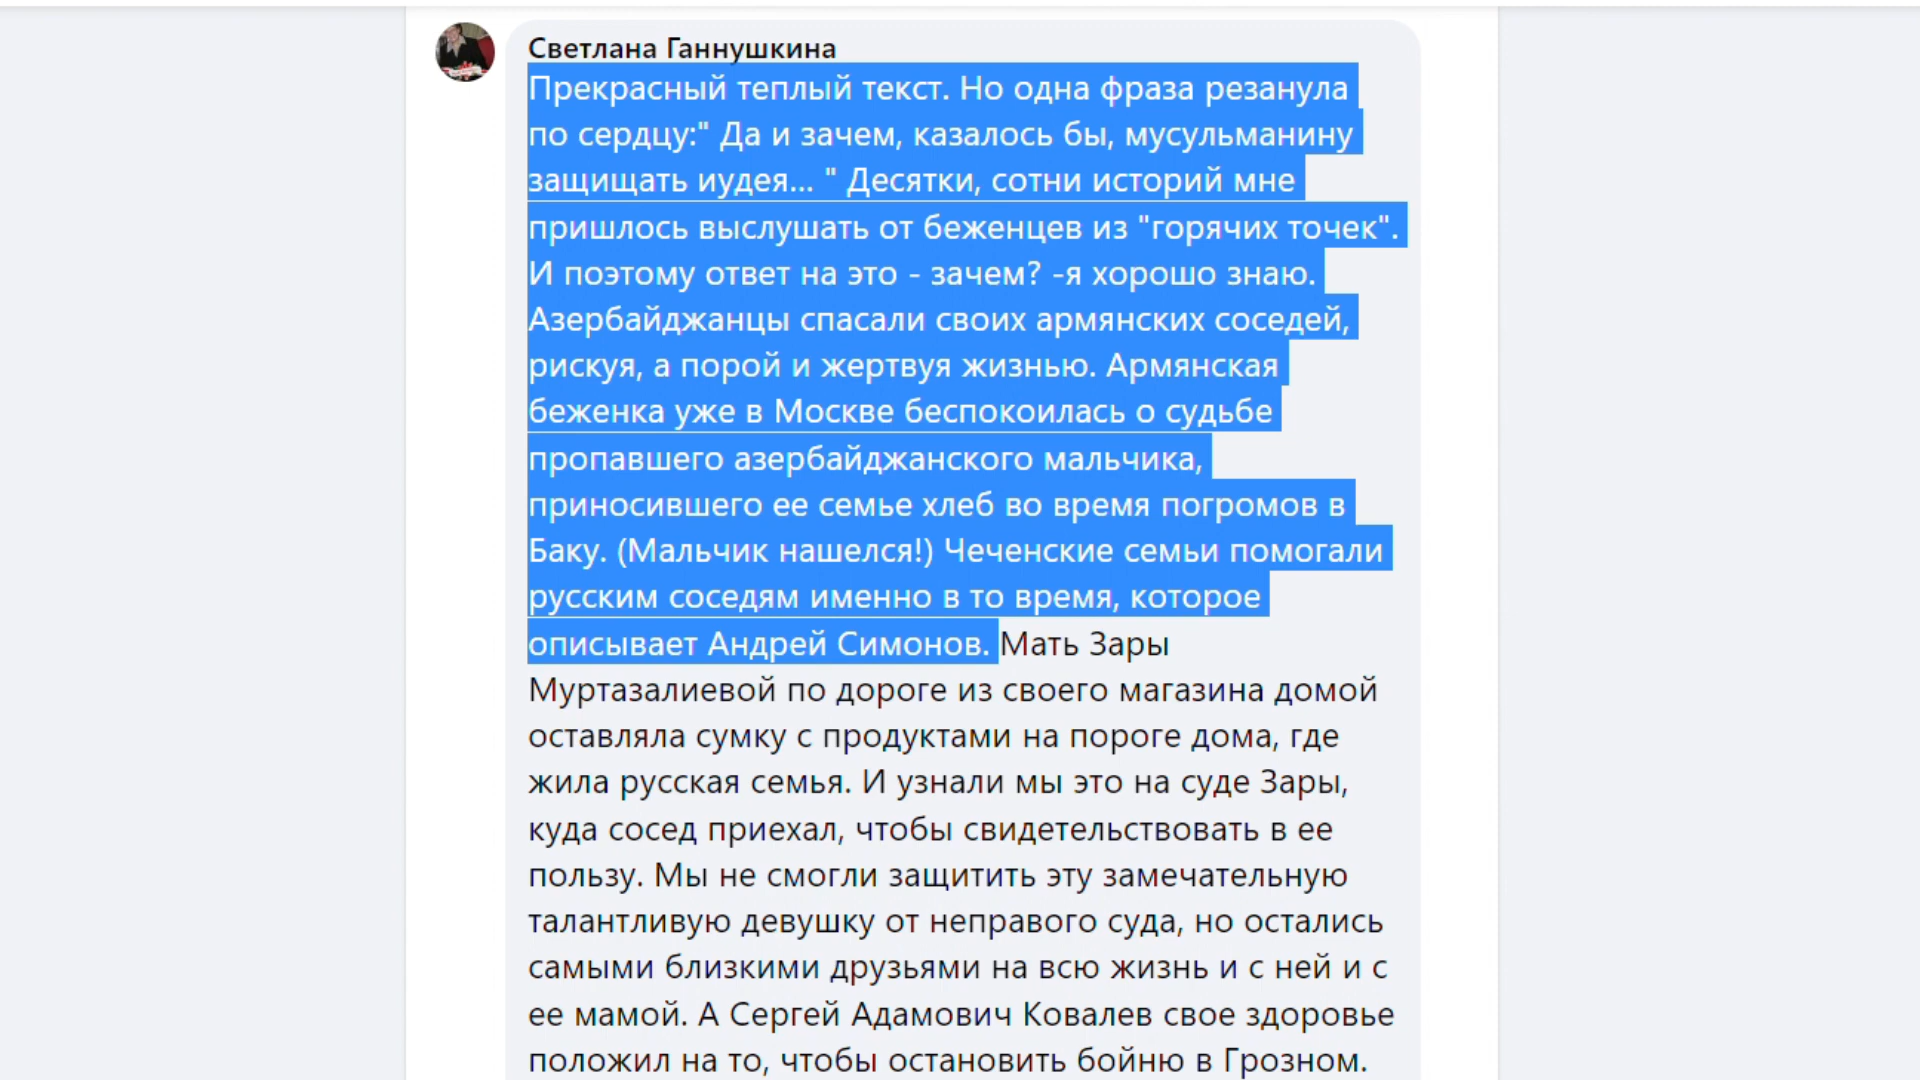 Светлана Ганнушкина
Прекрасный теплый текст. Но одна фраза резанула
по сердцу:" Да и зачем, казалось бы, мусульманину
защищать иудея... " Десятки, сотни историй мне
пришлось выслушать от беженцев из "горячих точек".
И поэтому ответ на это - зачем? -я хорошо знаю.
Азербайджанцы спасали своих армянских соседей,
рискуя, а порой и жертвуя жизнью. Армянская
беженка уже в Москве беспокоилась о судьбе
пропавшего азербайджанского мальчика,
приносившего ее семье хлеб во время погромов в
Баку. (Мальчик нашелся!) Чеченские семьи помогали
русским соседям именно в то время, которое
описывает Андрей Симонов. Мать Зары
Муртазалиевой по дороге из своего магазина домой
оставляла сумку с продуктами на пороге дома, где
жила русская семья. И узнали мы это на суде Зары,
куда сосед приехал, чтобы свидетельствовать в ее
пользу. Мы не смогли защитить эту замечательную
талантливую девушку от неправого суда, но остались
самыми близкими друзьями на всю жизнь и с ней и с
ее мамой. А Сергей Адамович Ковалев свое здоровье
положил на то, чтобы остановить бойню в Грозном.